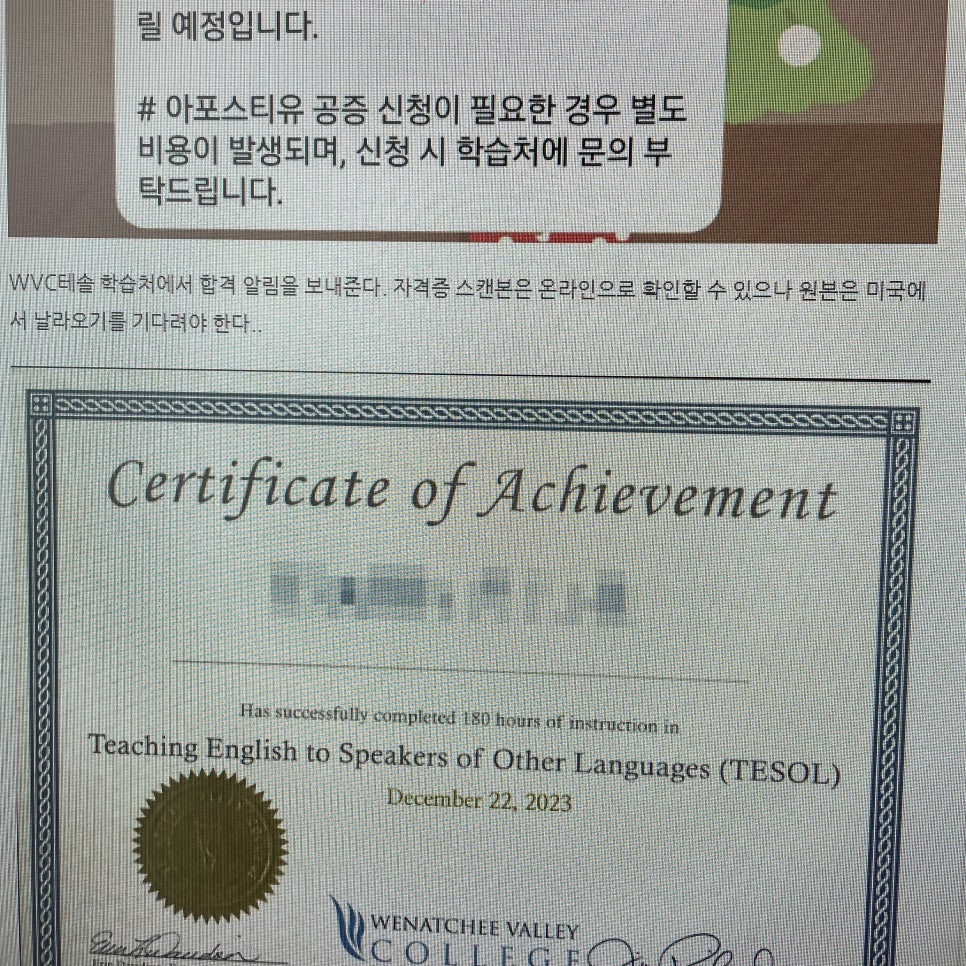 릴 예정입니다.
# 아포스티유 공증 신청이 필요한 경우 별도
비용이 발생되며, 신청 시 학습처에 문의 부
탁드립니다.
WVC테솔 학습처에서 합격 알림을 보내준다. 자격증 스캔본은 온라인으로 확인할 수 있으나 원본은 미국에
서 날라오기를 기다려야 한다..
Certificate of Achievement
Has successfully completed 180 hours of instruction in
Teaching English to Speakers of Other Languages (TESOL)
December 22, 2023
WENATCHEE VALLEY
COLLEGE